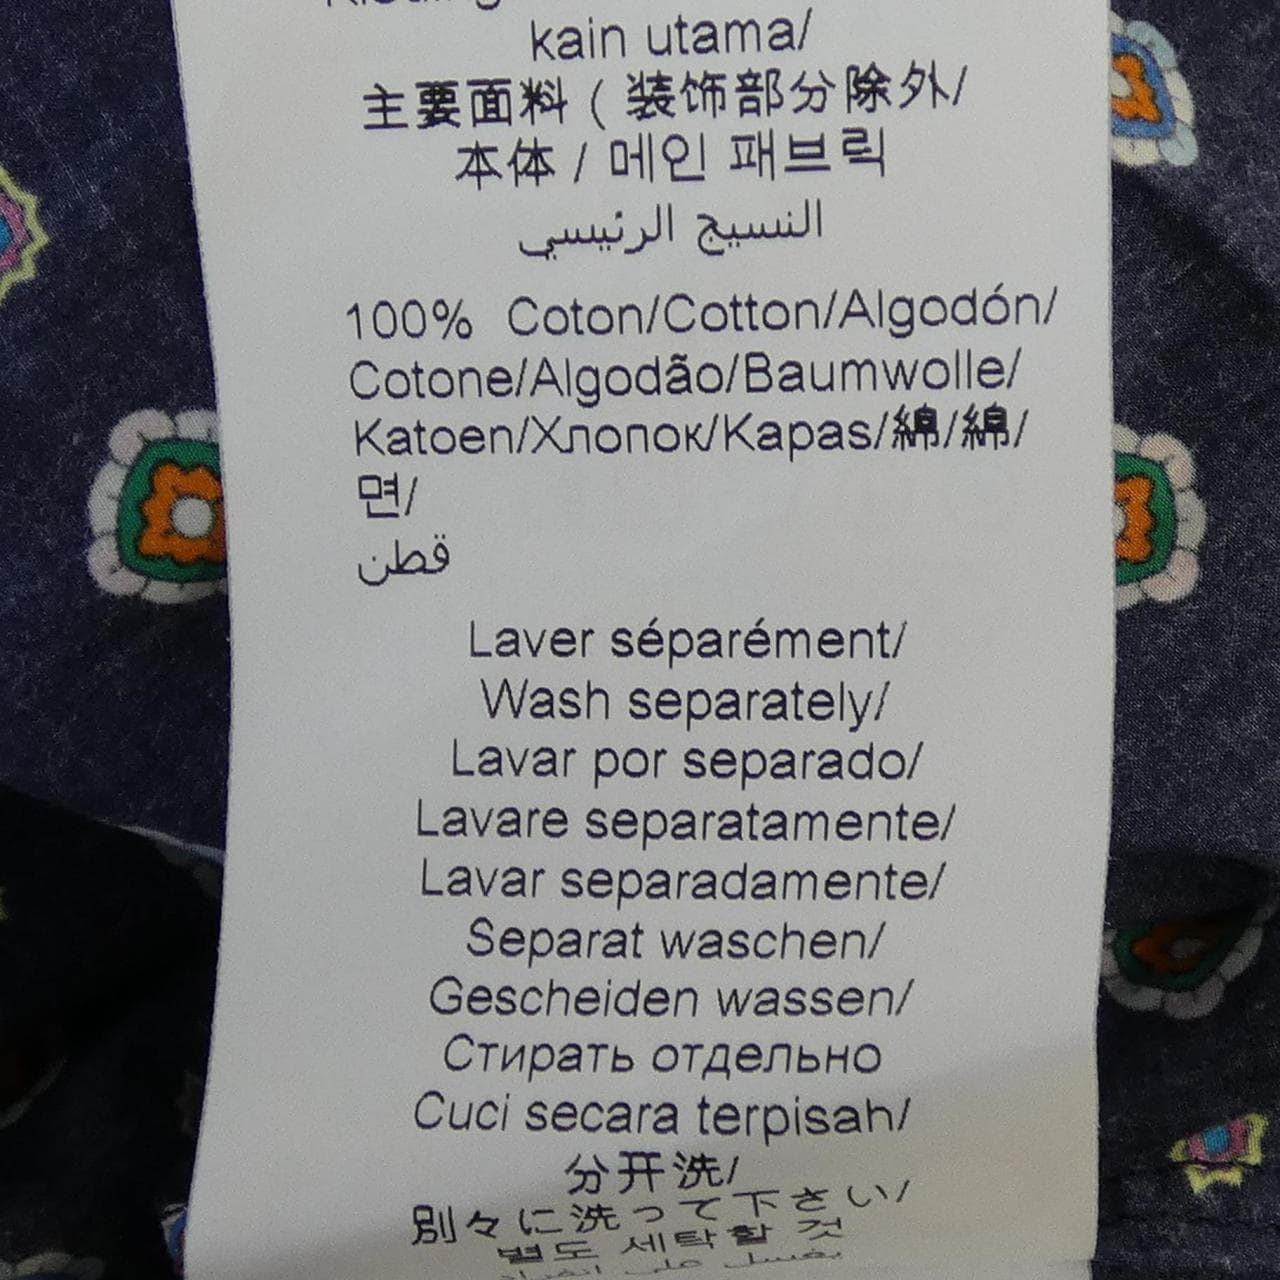 kain utama/
主要面料 ( 装饰部分除外/
本体 / 메인 패브릭
النسيج الرئيسي
100% Coton/Cotton/Algodón/
Cotone/Algodão/Baumwolle/
Katoen/Хлопок/Kapas/綿/綿/
면/
قطن
Laver séparément/
Wash separately/
Lavar por separado/
Lavare separatamente/
Lavar separadamente/
Separat waschen/
Gescheiden wassen/
Стирать отдельно
Cuci secara terpisah/
分开洗/
別々に洗って下さい/
별도 세탁할 것
يغسل على انفراد